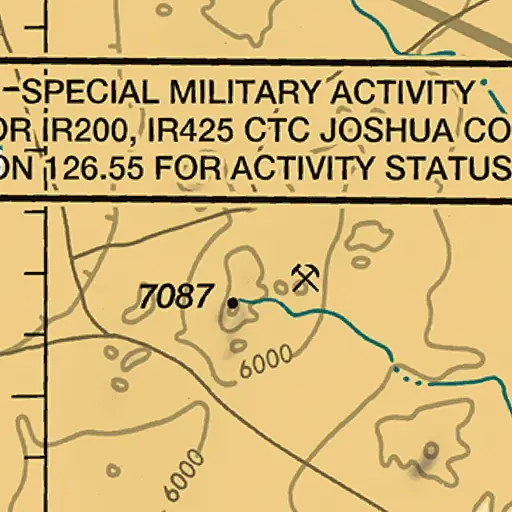 SPECIAL MILITARY ACTIVITY
OR IR200, IR425 CTC JOSHUA CO
ON 126.55 FOR ACTIVITY STATUS
7087
6000
6000